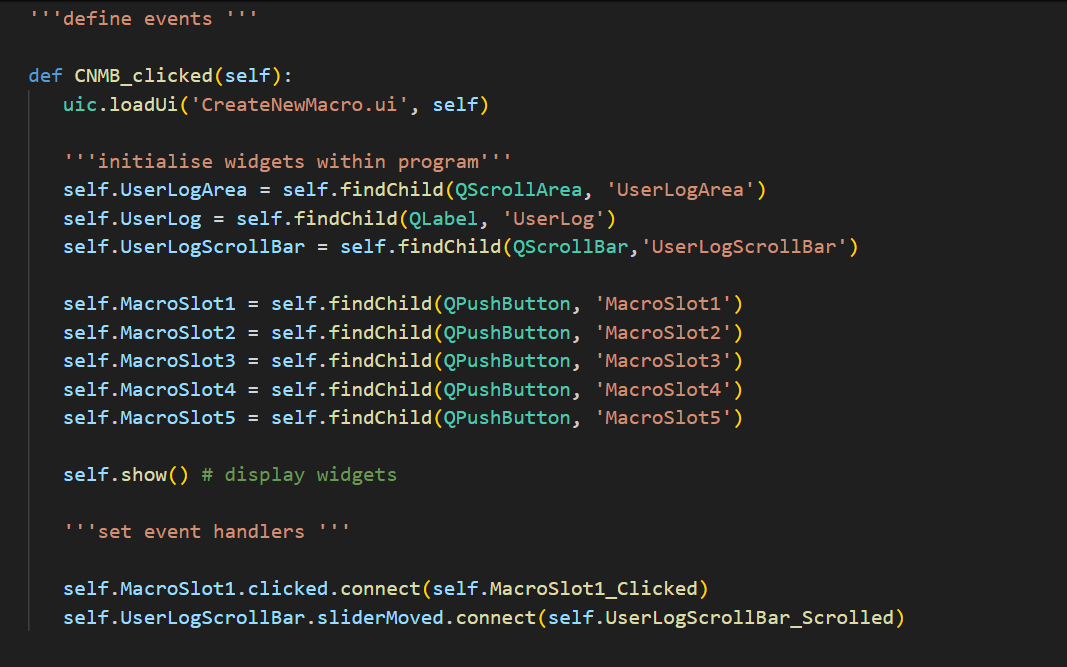 '''define events '''
def CNMB_clicked(self):
uic.loadUi('CreateNewMacro.ui', self)
'''initialise widgets within program'''
self.UserLogArea = self.findChild(QScrollArea, 'UserLogArea')
self.UserLog = self.findChild(QLabel, 'UserLog')
self.UserLogScrollBar = self.findChild(QScrollBar,'UserLogScrollBar')
self.MacroSlot1 = self.findChild(QPushButton, 'MacroSlot1')
self.MacroSlot2 = self.findChild(QPushButton, 'MacroSlot2')
self.MacroSlot3 = self.findChild(QPushButton, 'MacroSlot3')
self.MacroSlot4 = self.findChild(QPushButton, 'MacroSlot4')
self.MacroSlot5 = self.findChild(QPushButton, 'MacroSlot5')
self.show() # display widgets
'''set event handlers '''
self.MacroSlot1.clicked.connect(self.MacroSlot1_Clicked)
self.UserLogScrollBar.sliderMoved.connect(self.UserLogScrollBar_Scrolled)